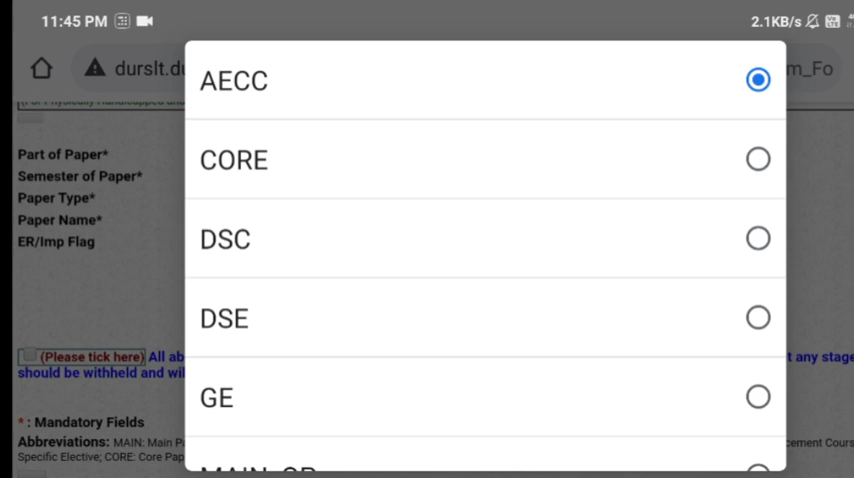 11:45 PM
2.1KB/s
durslt.du
m_Fo
AECC
CORE
DSC
DSE
GE
Part of Paper*
Semester of Paper*
Paper Type*
Paper Name*
ER/Imp Flag
(Please tick here) All ab
t any stage
should be withheld and wil
* : Mandatory Fields
Abbreviations: MAIN: Main Pa
cement Cours
Specific Elective; CORE: Core Pap